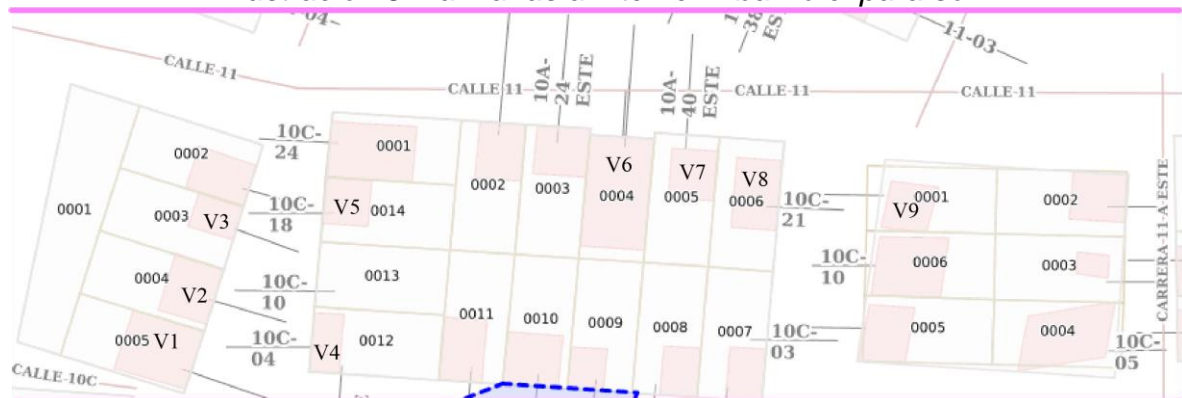 04-
11-03
CALLE-11
CALLE-11
10A-
24
ESTE
10A-
40
ESTE
CALLE-11
CALLE-11
38
ES
0002
10C-
24
0001
0002
0003
V6
0004
V7
0005
V8
0006
0001
0003
V3
10C-
18
V5
0014
10C-
21
V9
0001
0002
CARRERA-11-A-ESTE
0004
V2
10C-
10
0013
10C-
10
0006
0003
0005
V1
10C-
04
V4
0012
0011
0010
0009
0008
0007
10C-
03
0005
0004
10C-
05
CALLE-10C